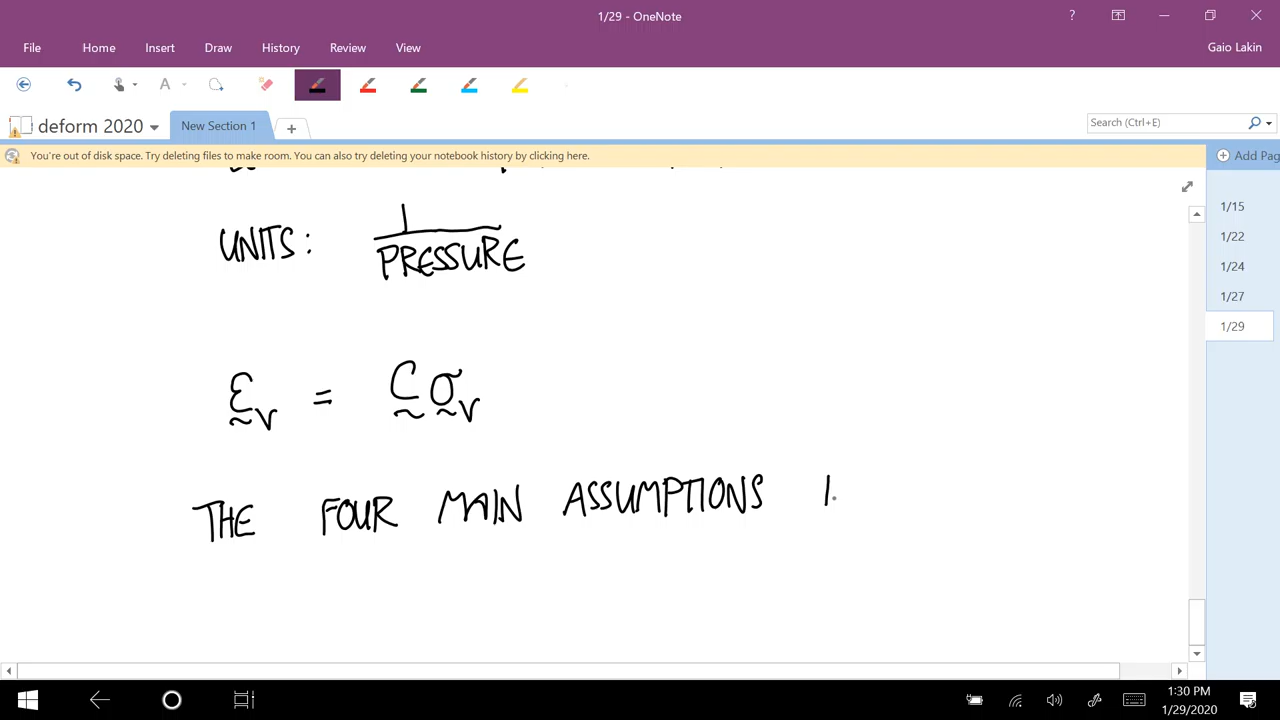 1/29 - OneNote
?
File Home Insert Draw History Review View
Gaio Lakin
A
deform 2020
New Section 1
+
Search (Ctrl+E)
You're out of disk space. Try deleting files to make room. You can also try deleting your notebook history by clicking here.
Add Pag
1/15
1/22
1/24
1/27
1/29
UNITS: 1
PRESSURE
εv = C σv
THE FOUR MAIN ASSUMPTIONS
1:30 PM
1/29/2020